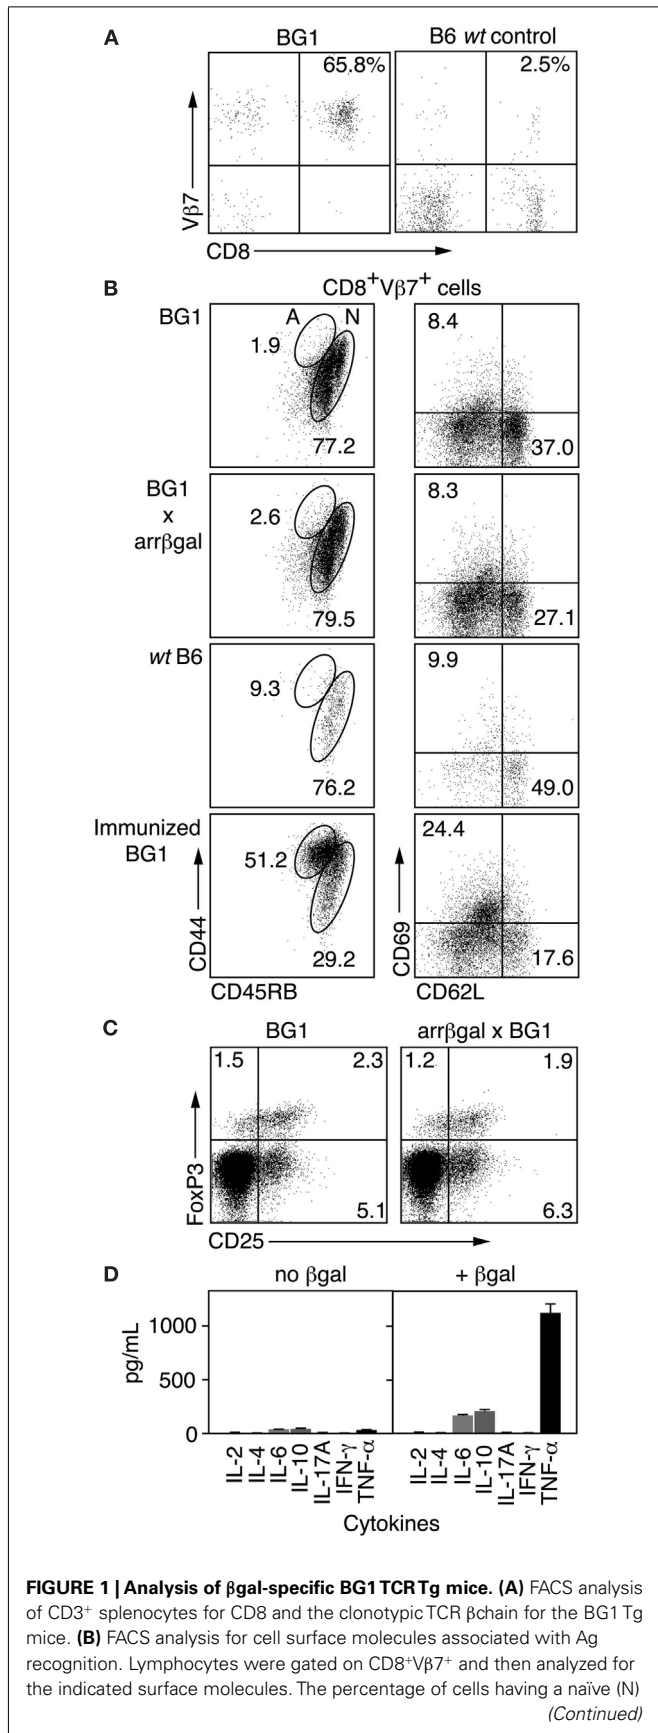 A
BG1
B6 wt control
65.8%
2.5%
Vβ7
CD8
B
CD8+Vβ7+ cells
BG1
A N
1.9
77.2
8.4
37.0
BG1
x
arrβgal
2.6
79.5
8.3
27.1
wt B6
9.3
76.2
9.9
49.0
Immunized
BG1
51.2
29.2
24.4
17.6
CD44
CD45RB
CD69
CD62L
C
BG1
arrβgal x BG1
1.5 2.3
5.1
1.2 1.9
6.3
FoxP3
CD25
D
no βgal
+ βgal
pg/mL
1000
500
0
IL-2
IL-4
IL-6
IL-10
IL-17A
IFN-γ
TNF-α
IL-2
IL-4
IL-6
IL-10
IL-17A
IFN-γ
TNF-α
Cytokines
FIGURE 1 | Analysis of βgal-specific BG1 TCR Tg mice. (A) FACS analysis
of CD3+ splenocytes for CD8 and the clonotypic TCR βchain for the BG1 Tg
mice. (B) FACS analysis for cell surface molecules associated with Ag
recognition. Lymphocytes were gated on CD8+Vβ7+ and then analyzed for
the indicated surface molecules. The percentage of cells having a naïve (N)
(Continued)